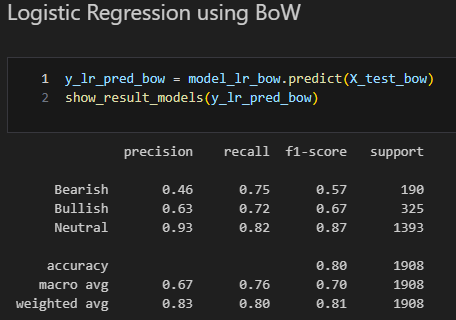 Logistic Regression using BoW
1 y_lr_pred_bow = model_lr_bow.predict(X_test_bow)
2 show_result_models(y_lr_pred_bow)
precision recall f1-score support
Bearish 0.46 0.75 0.57 190
Bullish 0.63 0.72 0.67 325
Neutral 0.93 0.82 0.87 1393
accuracy 0.80 1908
macro avg 0.67 0.76 0.70 1908
weighted avg 0.83 0.80 0.81 1908